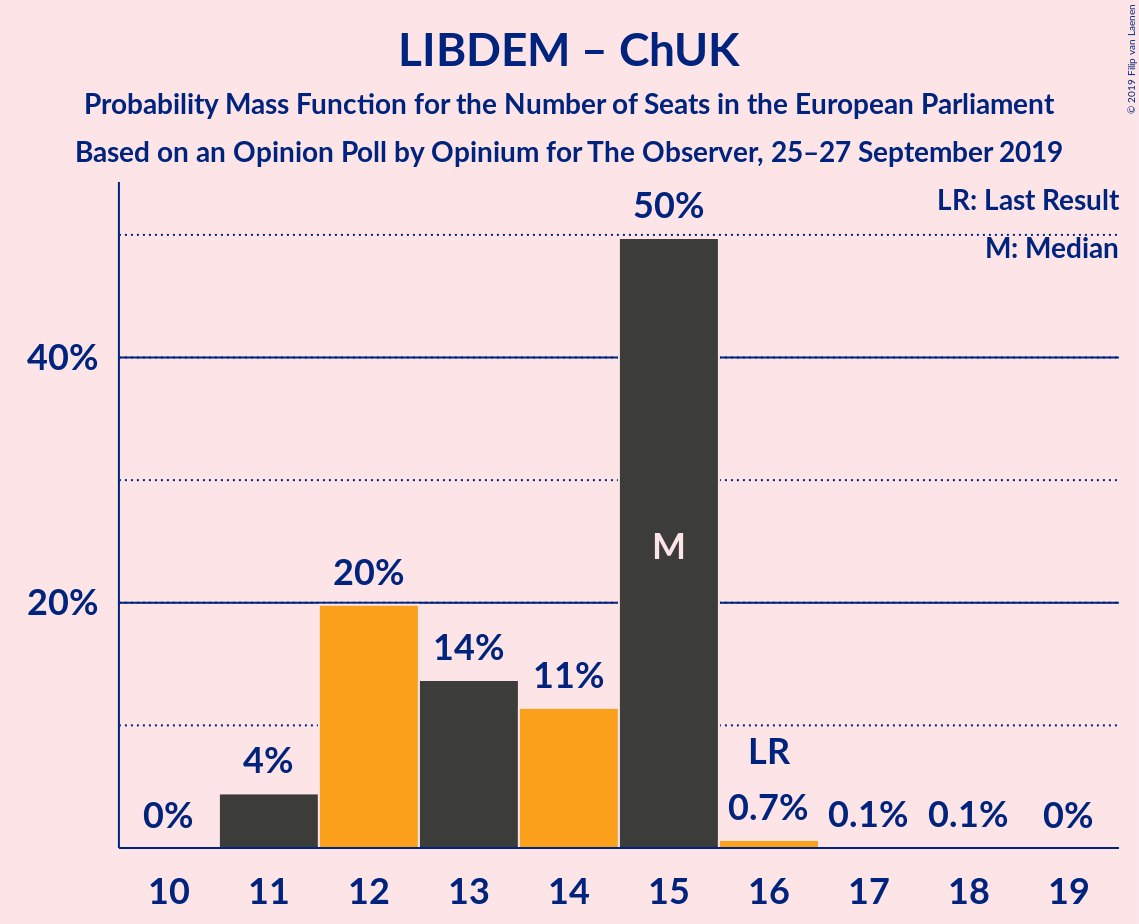 LIBDEM – ChUK
Probability Mass Function for the Number of Seats in the European Parliament
Based on an Opinion Poll by Opinium for The Observer, 25–27 September 2019
© 2019 Filip van Laenen
LR: Last Result
M: Median
50%
40%
20%
M
20%
14%
11%
4%
LR
0%
0.7%
0.1%
0.1%
0%
10 11 12 13 14 15 16 17 18 19